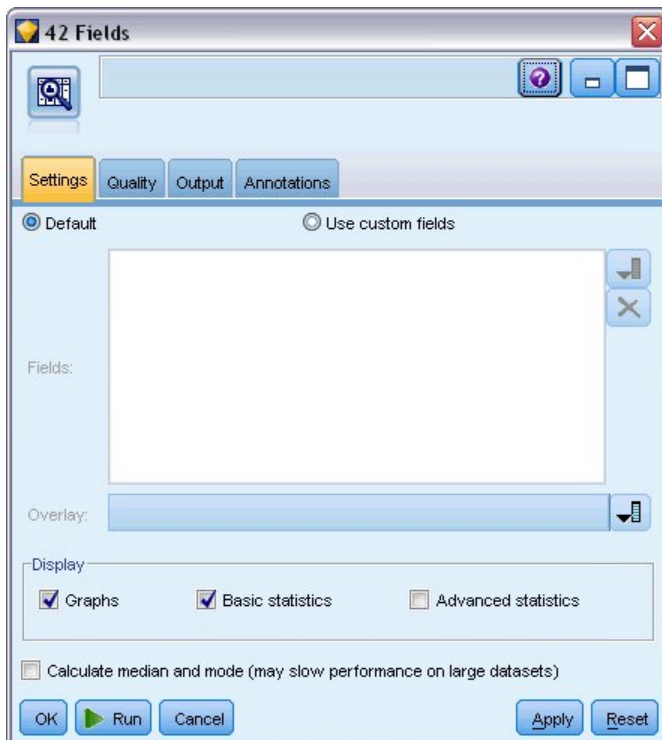 42 Fields
?
Settings Quality Output Annotations
Default Use custom fields
Fields:
Overlay:
Display
Graphs Basic statistics Advanced statistics
Calculate median and mode (may slow performance on large datasets)
OK Run Cancel Apply Reset